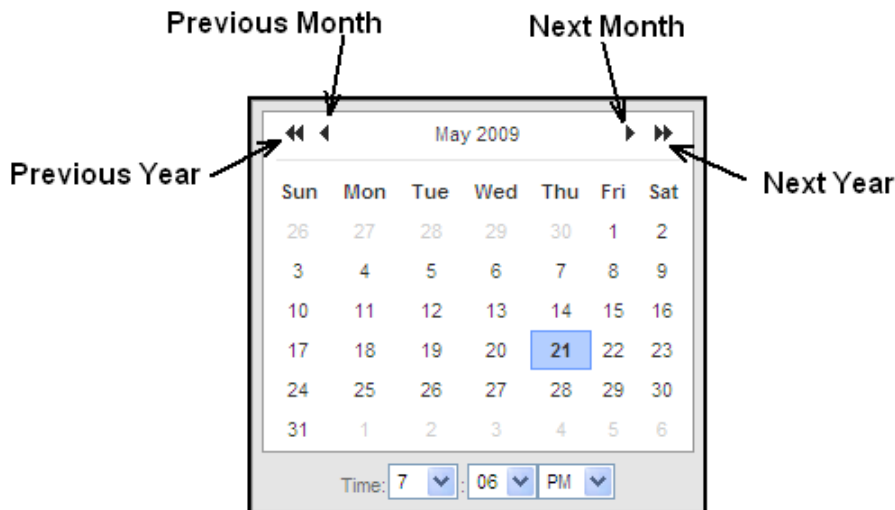 Previous Month Next Month
May 2009
Previous Year Next Year
Sun Mon Tue Wed Thu Fri Sat
26 27 28 29 30 1 2
3 4 5 6 7 8 9
10 11 12 13 14 15 16
17 18 19 20 21 22 23
24 25 26 27 28 29 30
31 1 2 3 4 5 6
Time: 7 : 06 PM